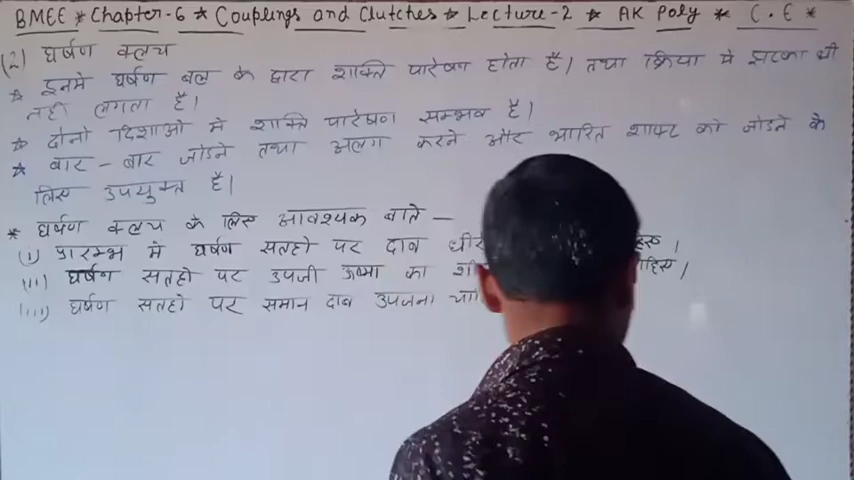 BMEE * Chapter-6 * Couplings and Clutches * Lecture-2 * AK Poly * C.E *
(2) घर्षण क्लच
* इनमे घर्षण बल के द्वारा शक्ति पारेषण होता है। तथा क्रिया मे झटका भी
नही लगता है।
* दोनो दिशाओ मे शक्ति पारेषण सम्भव है।
* बार-बार जोडने तथा अलग करने और भारित शाफ्ट को जोडने के
लिए उपयुक्त है।
* घर्षण क्लच के लिए आवश्यक बाते —
(i) प्रारम्भ मे घर्षण सतहो पर दाब
(ii) घर्षण सतहो पर उपजी ऊष्मा का
(iii) घर्षण सतहो पर समान दाब उपजना